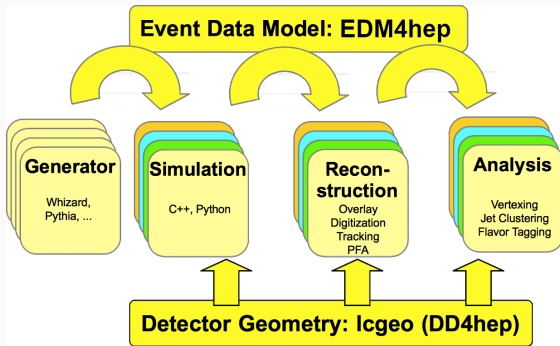 Event Data Model: EDM4hep
Generator
Whizard,
Pythia, ...
Simulation
C++, Python
Recon-
struction
Overlay
Digitization
Tracking
PFA
Analysis
Vertexing
Jet Clustering
Flavor Tagging
Detector Geometry: lcgeo (DD4hep)